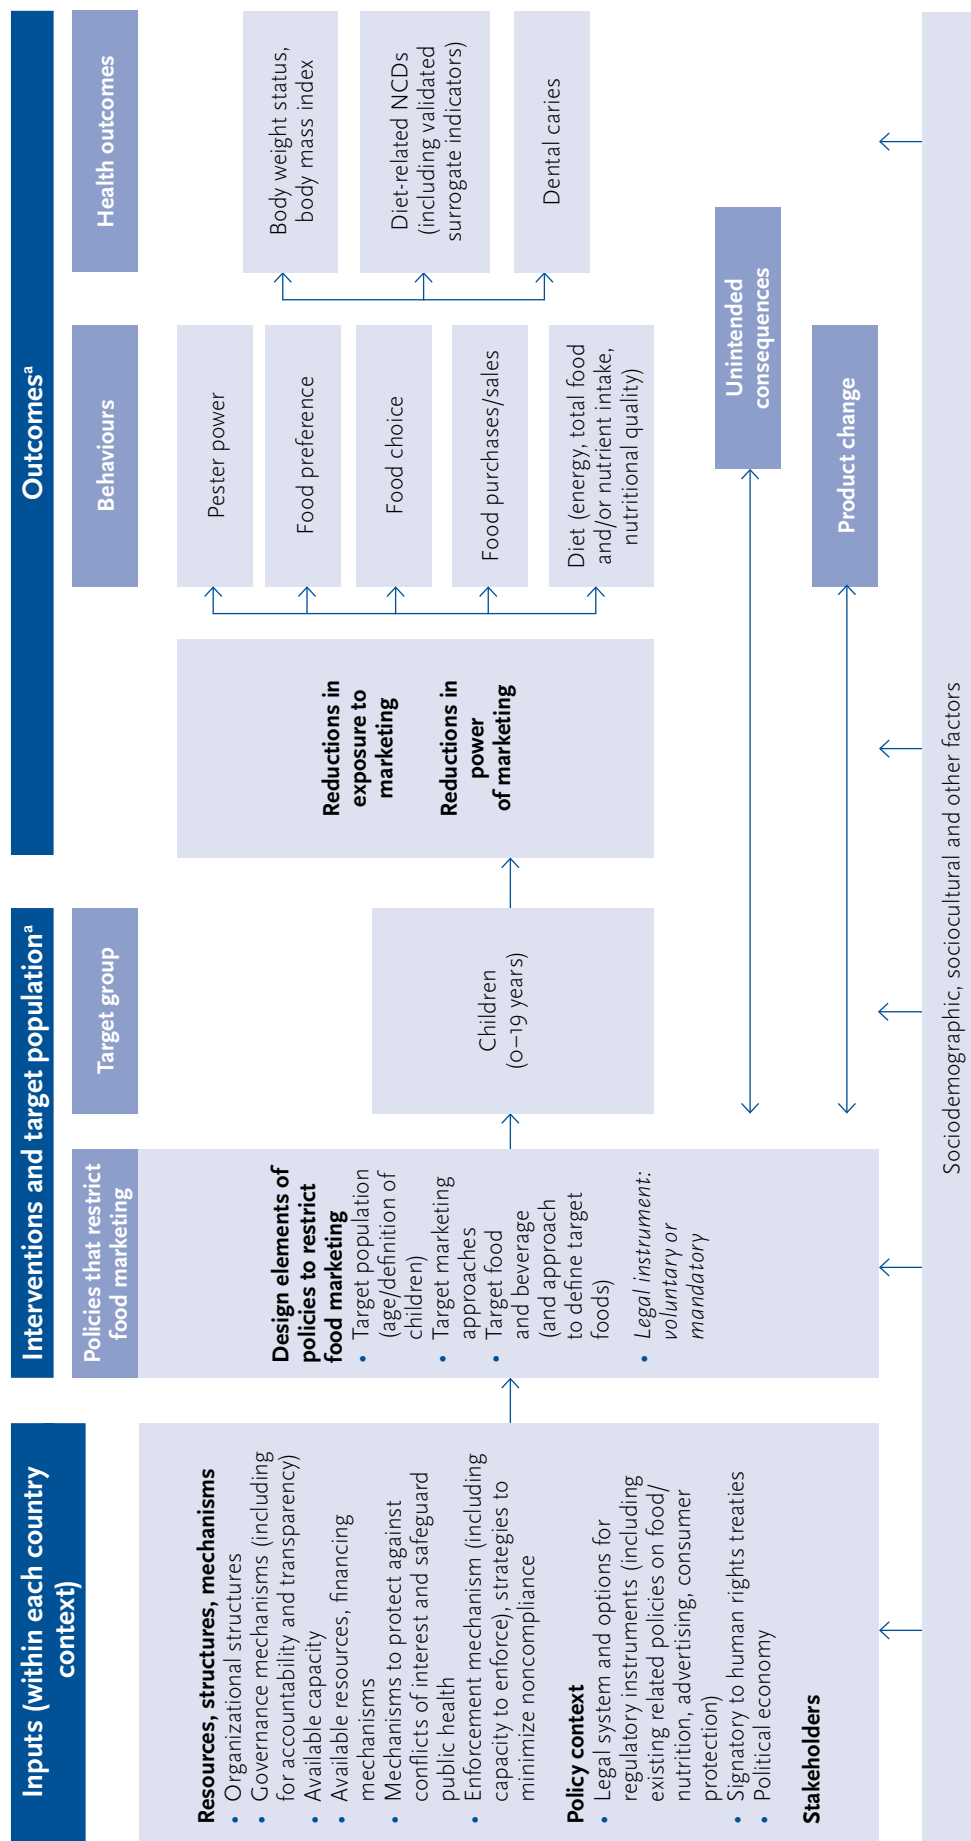 Inputs (within each country
context)
Resources, structures, mechanisms
• Organizational structures
• Governance mechanisms (including
for accountability and transparency)
• Available capacity
• Available resources, financing
mechanisms
• Mechanisms to protect against
conflicts of interest and safeguard
public health
• Enforcement mechanism (including
capacity to enforce), strategies to
minimize noncompliance
Policy context
• Legal system and options for
regulatory instruments (including
existing related policies on food/
nutrition, advertising, consumer
protection)
• Signatory to human rights treaties
• Political economy
Stakeholders
Interventions and target populationᵃ
Policies that restrict
food marketing
Design elements of
policies to restrict
food marketing
• Target population
(age/definition of
children)
• Target marketing
approaches
• Target food
and beverage
(and approach
to define target
foods)
• Legal instrument:
voluntary or
mandatory
Target group
Children
(0–19 years)
Outcomesᵃ
Reductions in
exposure to
marketing
Reductions in
power
of marketing
Behaviours
Pester power
Food preference
Food choice
Food purchases/sales
Diet (energy, total food
and/or nutrient intake,
nutritional quality)
Health outcomes
Body weight status,
body mass index
Diet-related NCDs
(including validated
surrogate indicators)
Dental caries
Unintended
consequences
Product change
Sociodemographic, sociocultural and other factors